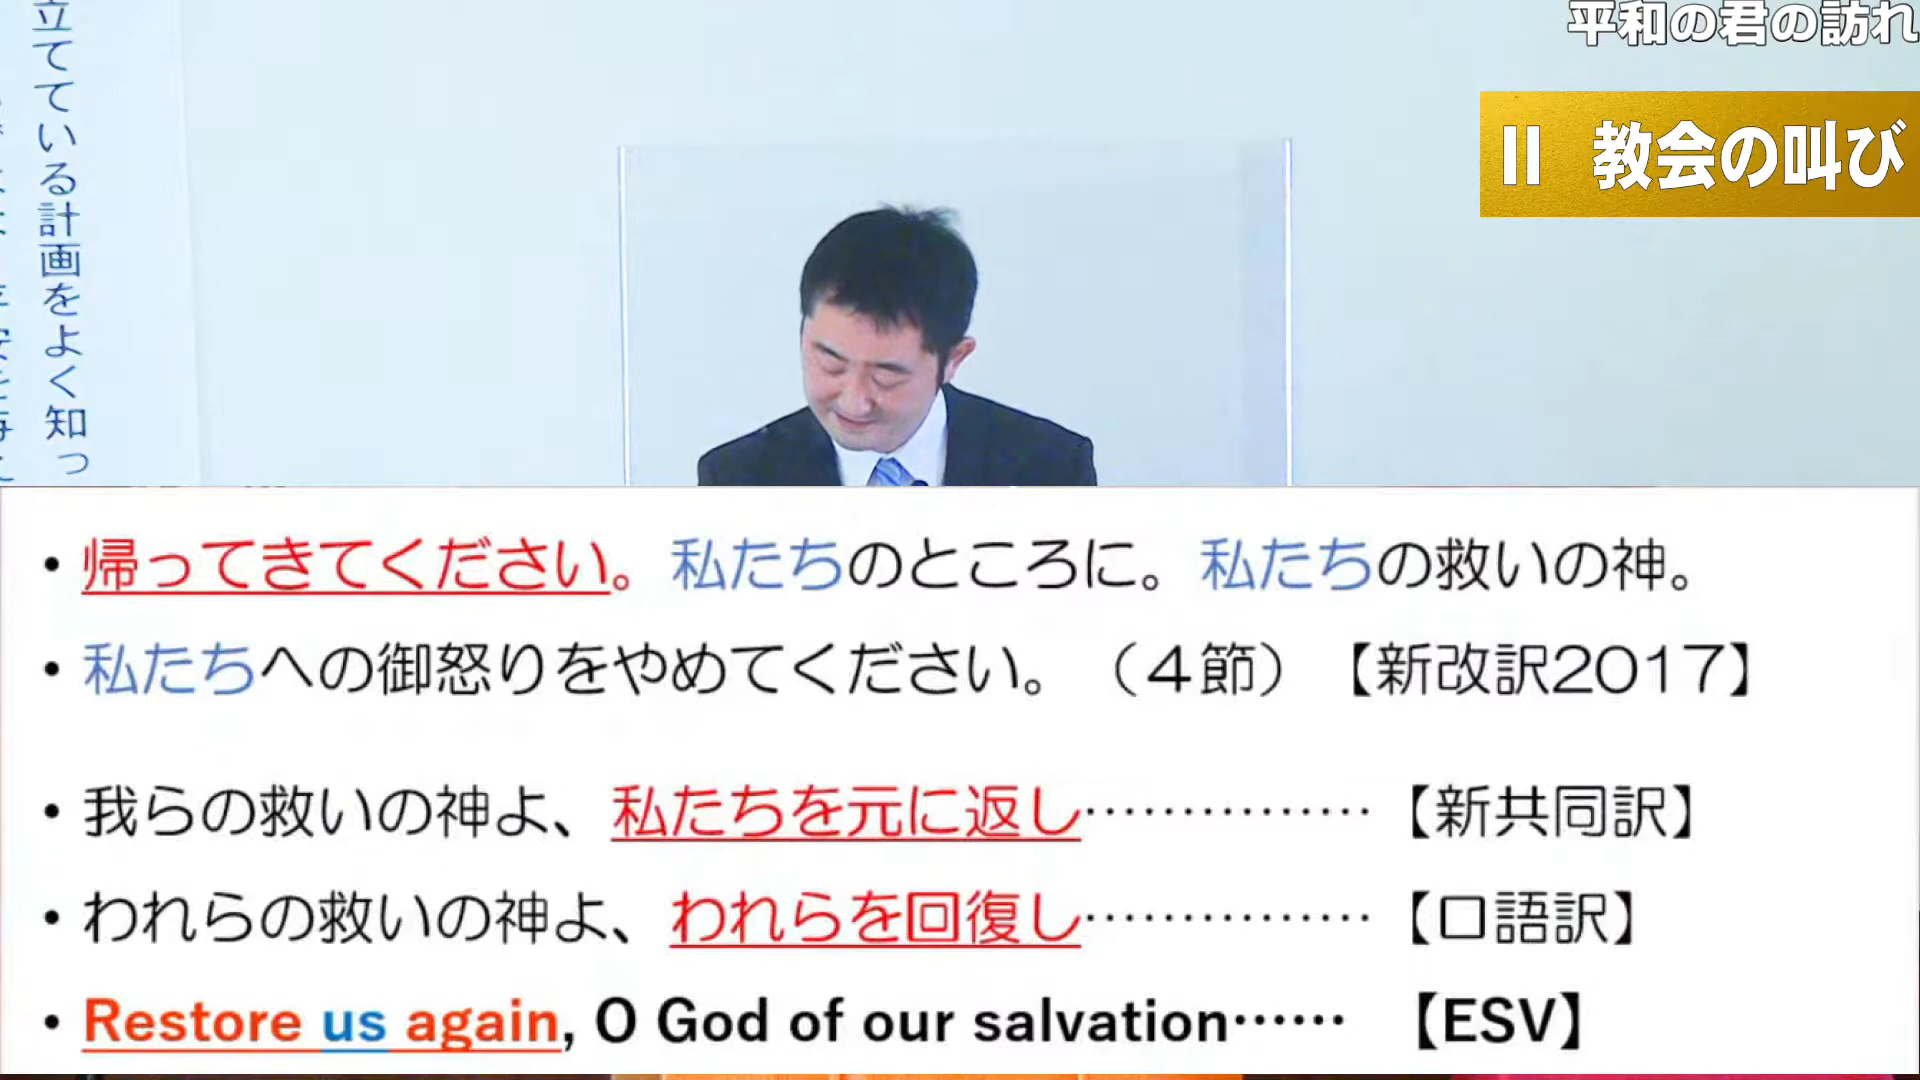 平和の君の訪れ
II 教会の叫び
立てている計画をよく知っ
• 帰ってきてください。私たちのところに。私たちの救いの神。
• 私たちへの御怒りをやめてください。（４節）【新改訳2017】
• 我らの救いの神よ、私たちを元に返し……………【新共同訳】
• われらの救いの神よ、われらを回復し……………【口語訳】
• Restore us again, O God of our salvation…… 【ESV】